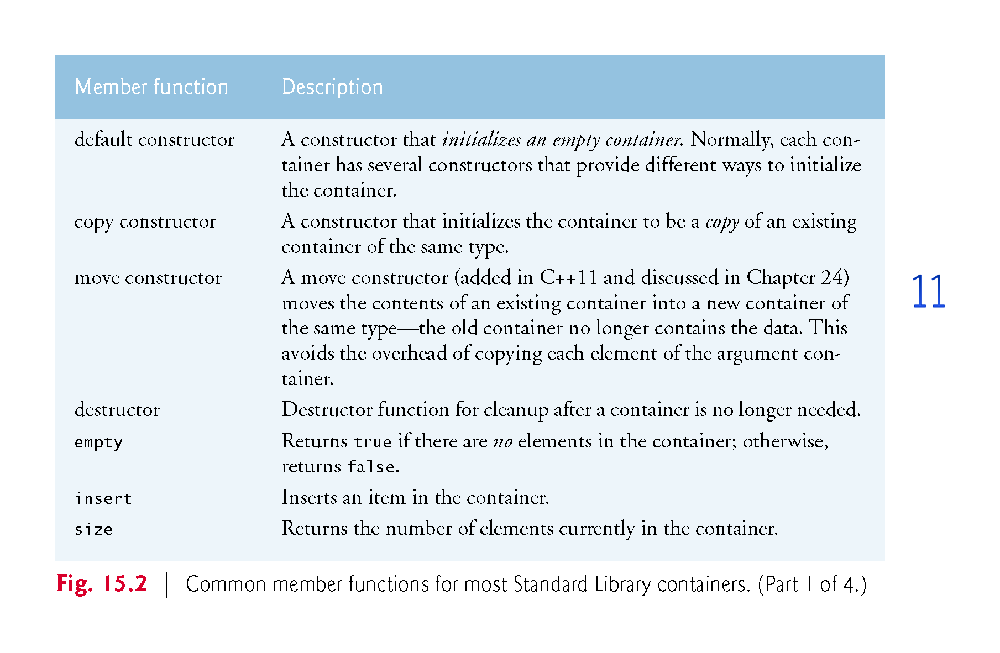 Member function Description
default constructor A constructor that initializes an empty container. Normally, each con-
tainer has several constructors that provide different ways to initialize
the container.
copy constructor A constructor that initializes the container to be a copy of an existing
container of the same type.
move constructor A move constructor (added in C++11 and discussed in Chapter 24)
moves the contents of an existing container into a new container of
the same type—the old container no longer contains the data. This
avoids the overhead of copying each element of the argument con-
tainer.
11
destructor Destructor function for cleanup after a container is no longer needed.
empty Returns true if there are no elements in the container; otherwise,
returns false.
insert Inserts an item in the container.
size Returns the number of elements currently in the container.
Fig. 15.2 | Common member functions for most Standard Library containers. (Part 1 of 4.)